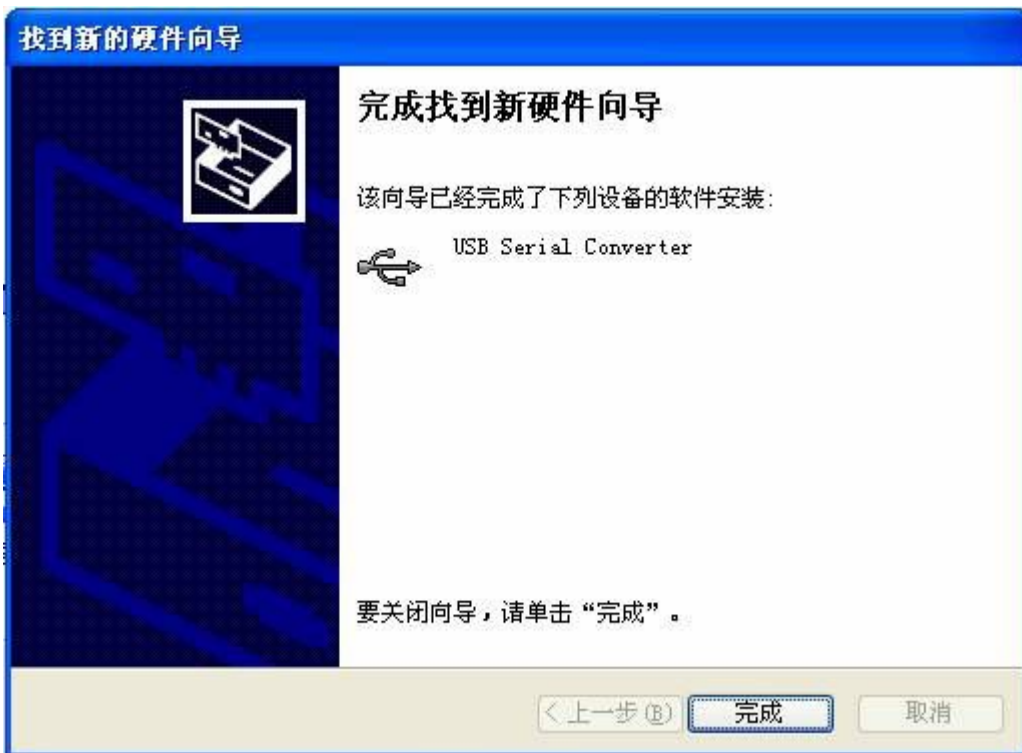 找到新的硬件向导
完成找到新硬件向导
该向导已经完成了下列设备的软件安装:
USB Serial Converter
要关闭向导，请单击“完成”。
< 上一步(B)
完成
取消